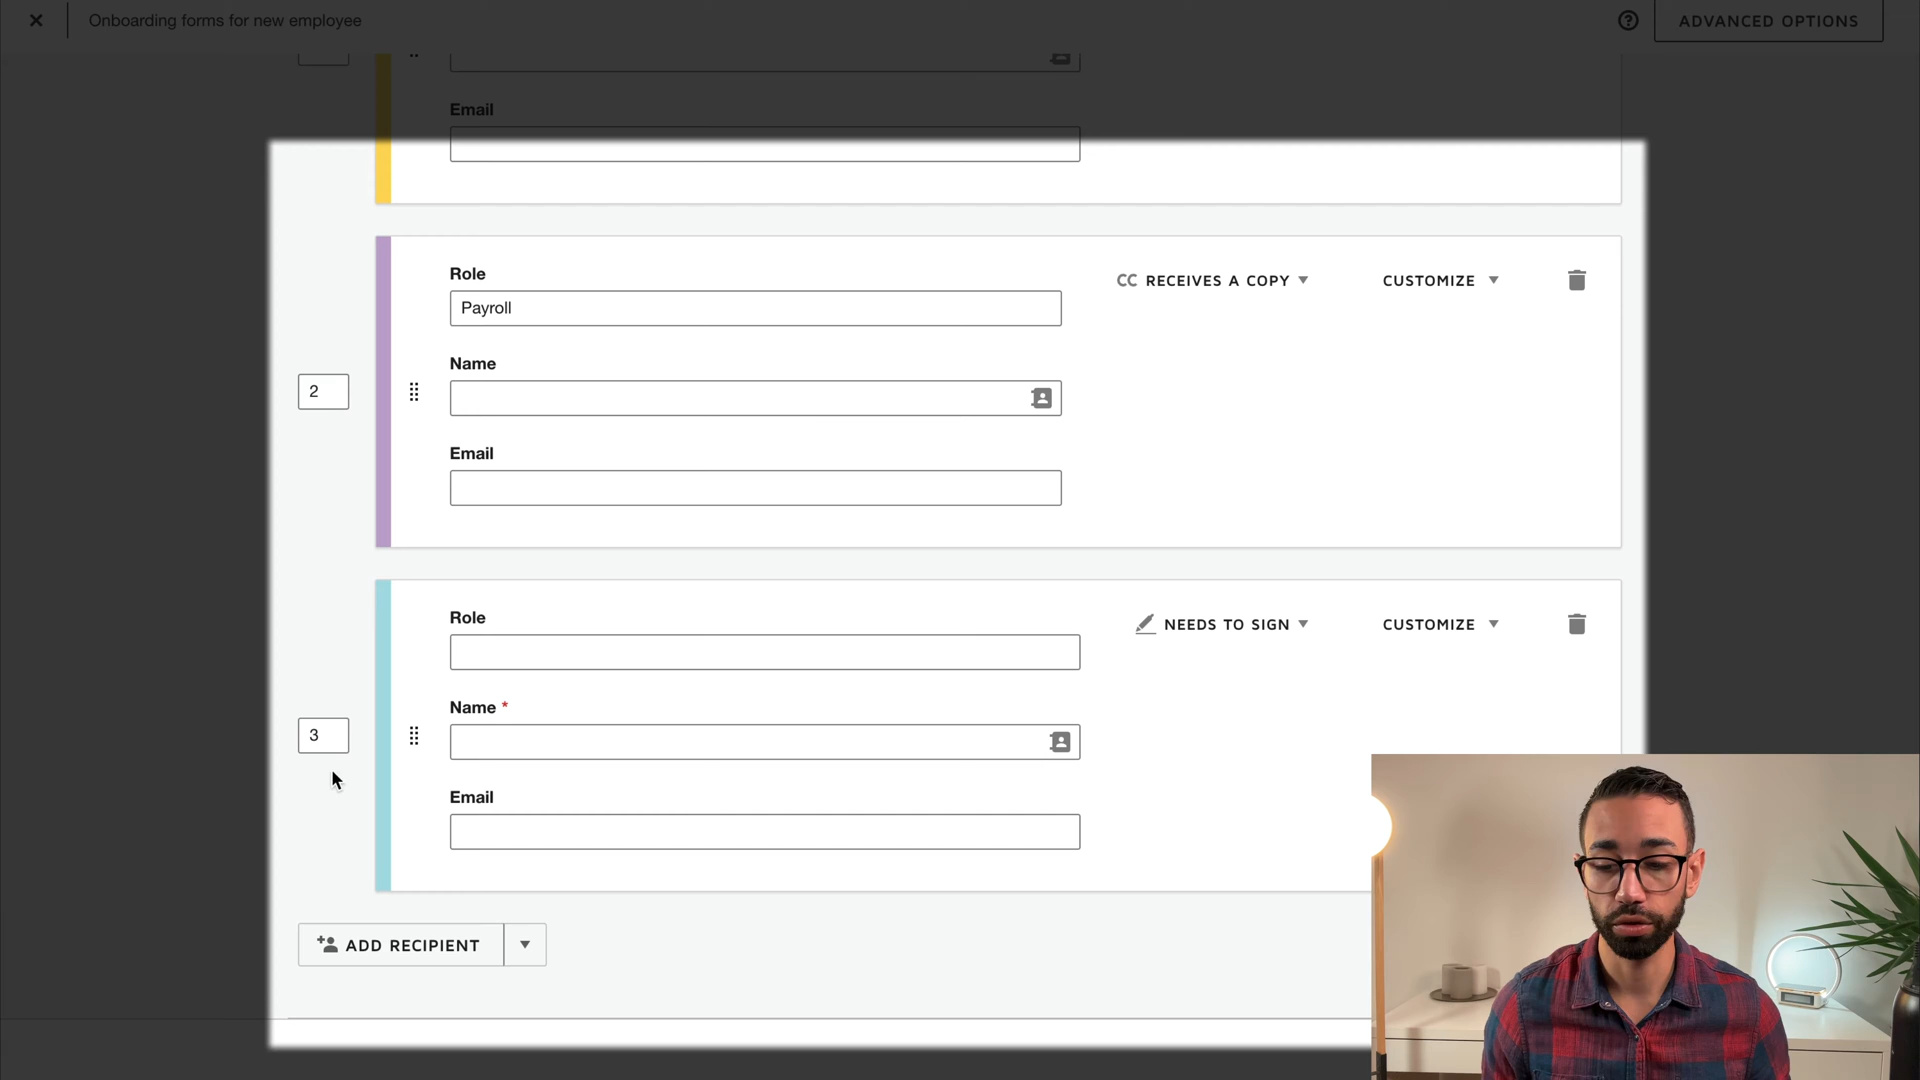 Onboarding forms for new employee
ADVANCED OPTIONS
Email
Role
CC RECEIVES A COPY
CUSTOMIZE
Payroll
Name
2
Email
Role
NEEDS TO SIGN
CUSTOMIZE
Name *
3
Email
ADD RECIPIENT